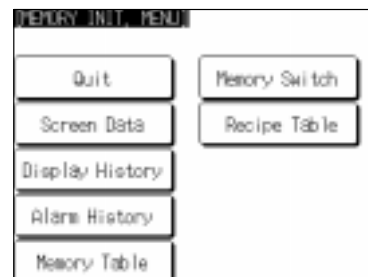 [MEMORY INIT. MENU]
Quit
Memory Switch
Screen Data
Recipe Table
Display History
Alarm History
Memory Table